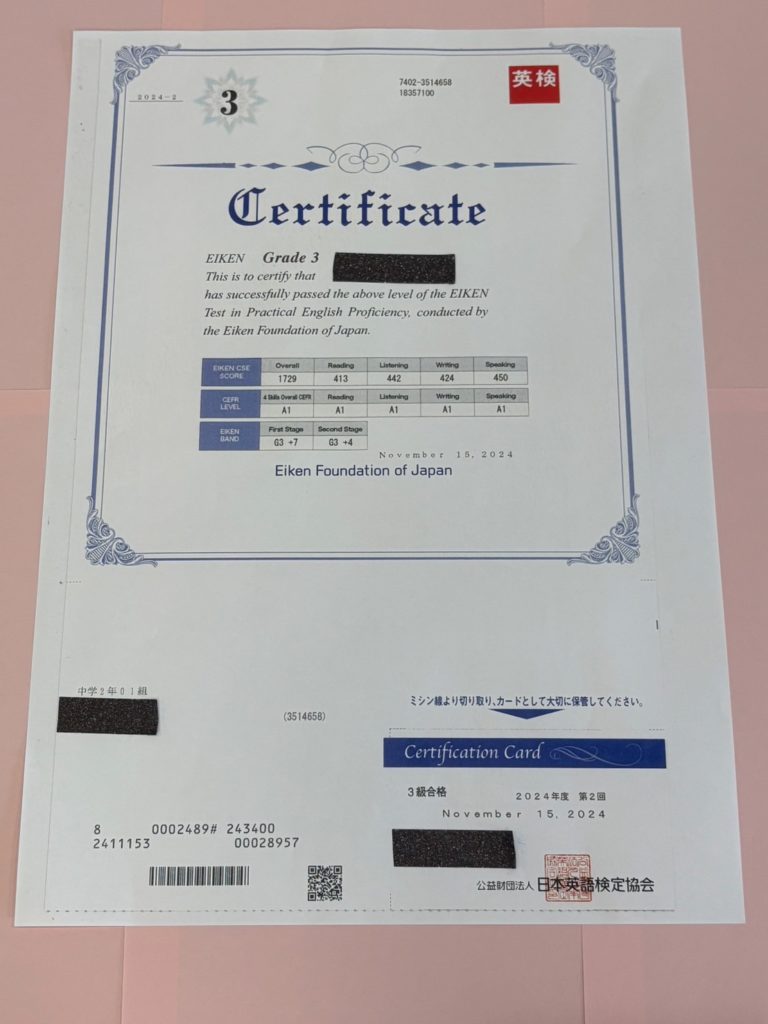 2024-2
3
7402-3514658
18357100
英検
Certificate
EIKEN Grade 3
This is to certify that
has successfully passed the above level of the EIKEN
Test in Practical English Proficiency, conducted by
the Eiken Foundation of Japan.
EIKEN CSE SCORE
Overall Reading Listening Writing Speaking
1729 413 442 424 450
CEFR LEVEL
4 Skills Overall CEFR Reading Listening Writing Speaking
A1 A1 A1 A1 A1
EIKEN BAND
First Stage Second Stage
G3 +7 G3 +4
November 15, 2024
Eiken Foundation of Japan
中学2年01組
(3514658)
ミシン線より切り取り、カードとして大切に保管してください。
Certification Card
3級合格
2024年度 第2回
November 15, 2024
8 0002489# 243400
2411153 00028957
公益財団法人 日本英語検定協会